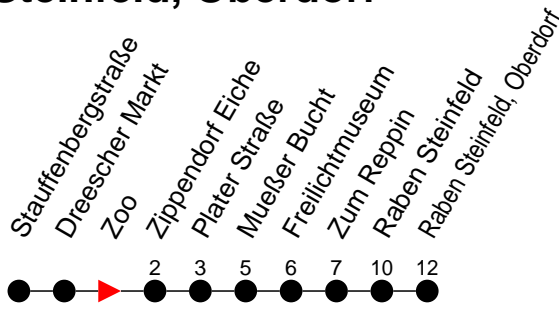 Steinfeld, Oberdorf
Stauffenbergstraße
Dreescher Markt
Zoo
Zippendorf Eiche
Plater Straße
Mueßer Bucht
Freilichtmuseum
Zum Reppin
Raben Steinfeld
Raben Steinfeld, Oberdorf
2 3 5 6 7 10 12